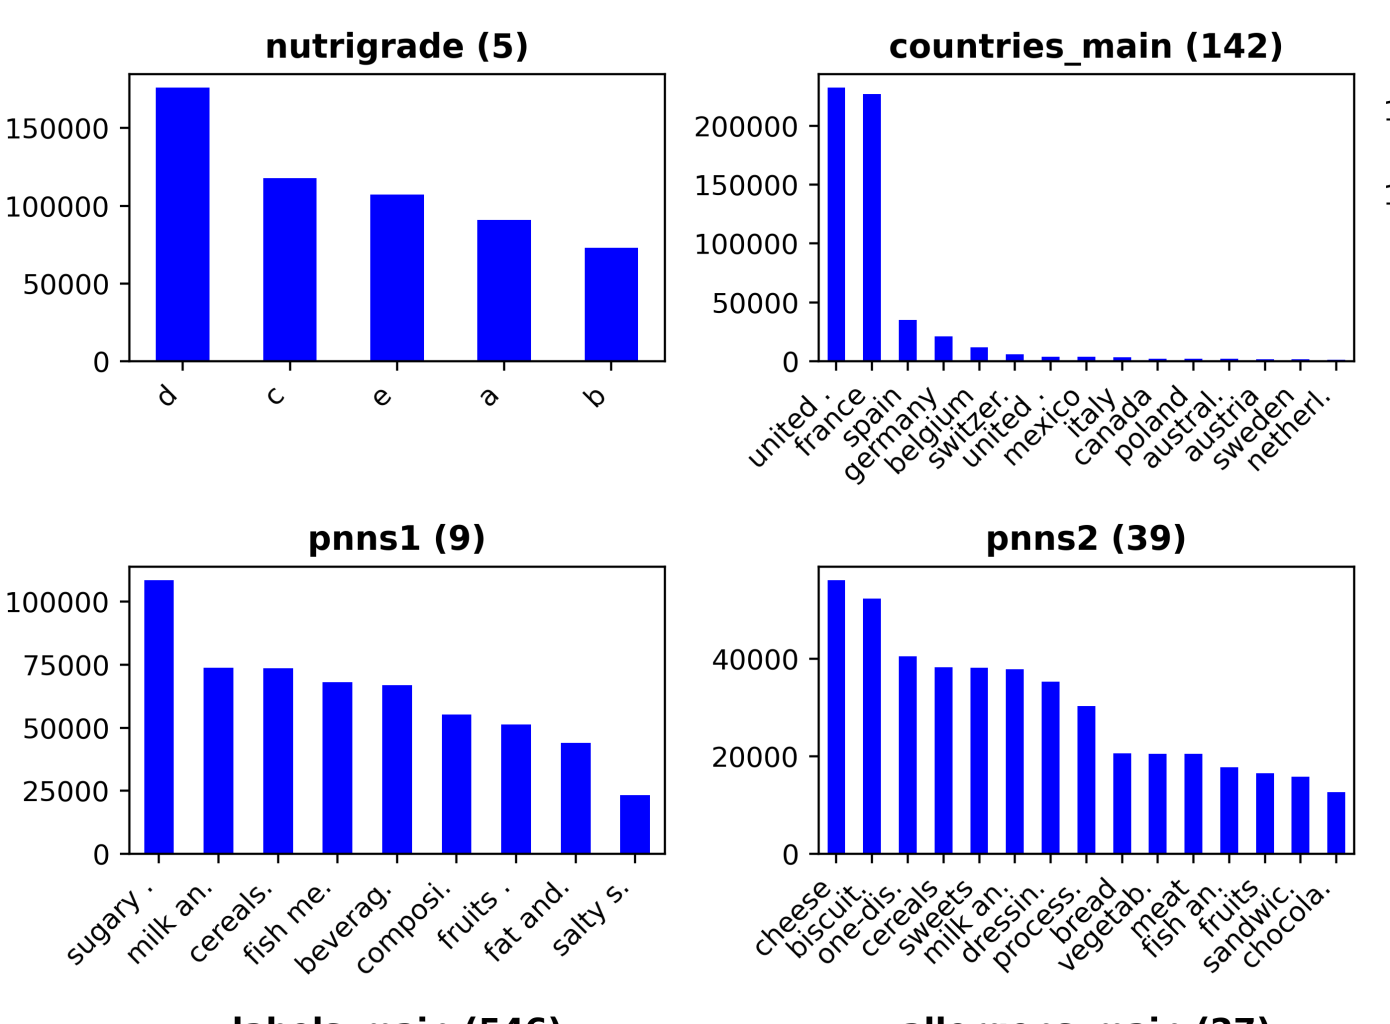 nutrigrade (5)
150000
100000
50000
0
d
c
e
a
b
countries_main (142)
200000
150000
100000
50000
0
united .
france
spain
germany
belgium
switzer.
united .
mexico
italy
canada
poland
austral.
austria
sweden
netherl.
pnns1 (9)
100000
75000
50000
25000
0
sugary .
milk an.
cereals.
fish me.
beverag.
composi.
fruits .
fat and.
salty s.
pnns2 (39)
40000
20000
0
cheese
biscuit.
one-dis.
cereals
sweets
milk an.
dressin.
process.
bread
vegetab.
meat
fish an.
fruits
sandwic.
chocola.